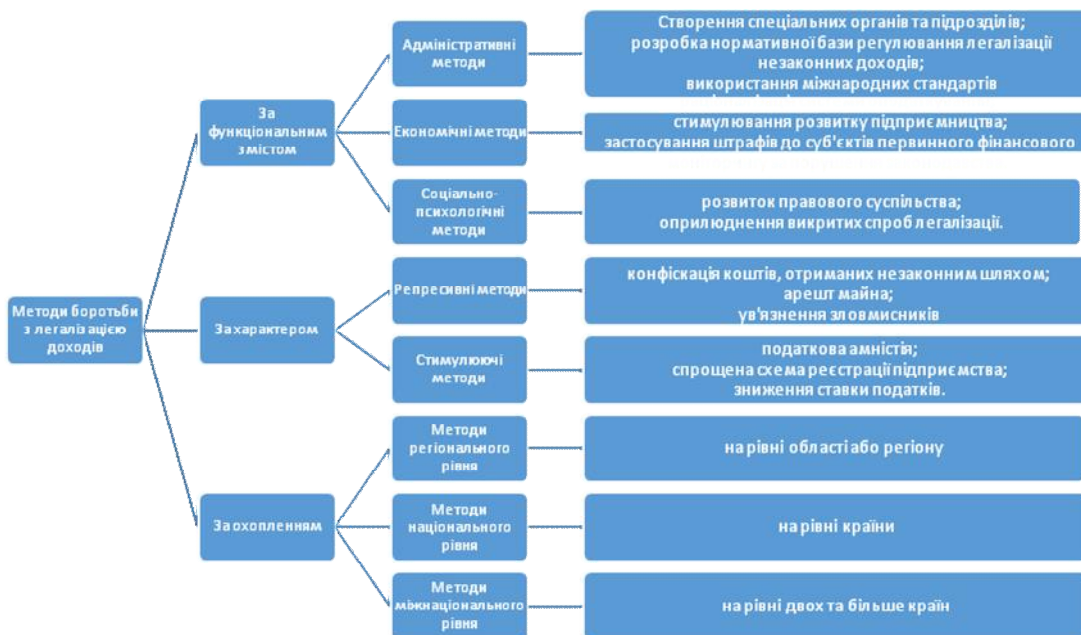 Методи боротьби
з легалізацією
доходів
За
функціональним
змістом
Адміністративні
методи
Створення спеціальних органів та підрозділів;
розробка нормативної бази регулювання легалізації
незаконних доходів;
використання міжнародних стандартів
Економічні методи
стимулювання розвитку підприємництва;
застосування штрафів до суб'єктів первинного фінансового
Соціально-
психологічні
методи
розвиток правового суспільства;
оприлюднення викритих спроб легалізації.
За характером
Репресивні методи
конфіскація коштів, отриманих незаконним шляхом;
арешт майна;
ув'язнення зловмисників
Стимулюючі
методи
податкова амністія;
спрощена схема реєстрації підприємства;
зниження ставки податків.
За охопленням
Методи
регіонального
рівня
на рівні області або регіону
Методи
національного
рівня
на рівні країни
Методи
міжнаціонального
рівня
на рівні двох та більше країн